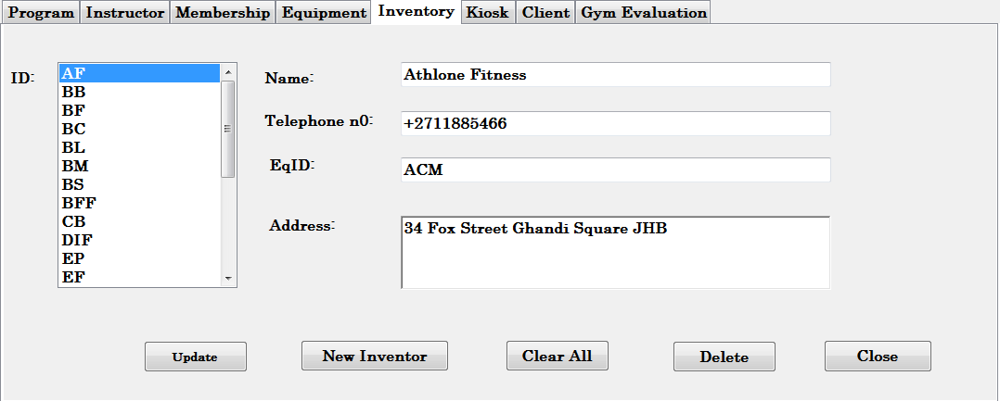 Program Instructor Membership Equipment Inventory Kiosk Client Gym Evaluation
ID:
AF
BB
BF
BC
BL
BM
BS
BFF
CB
DIF
EP
EF
Name: Athlone Fitness
Telephone n0: +2711885466
EqID: ACM
Address: 34 Fox Street Ghandi Square JHB
Update New Inventor Clear All Delete Close